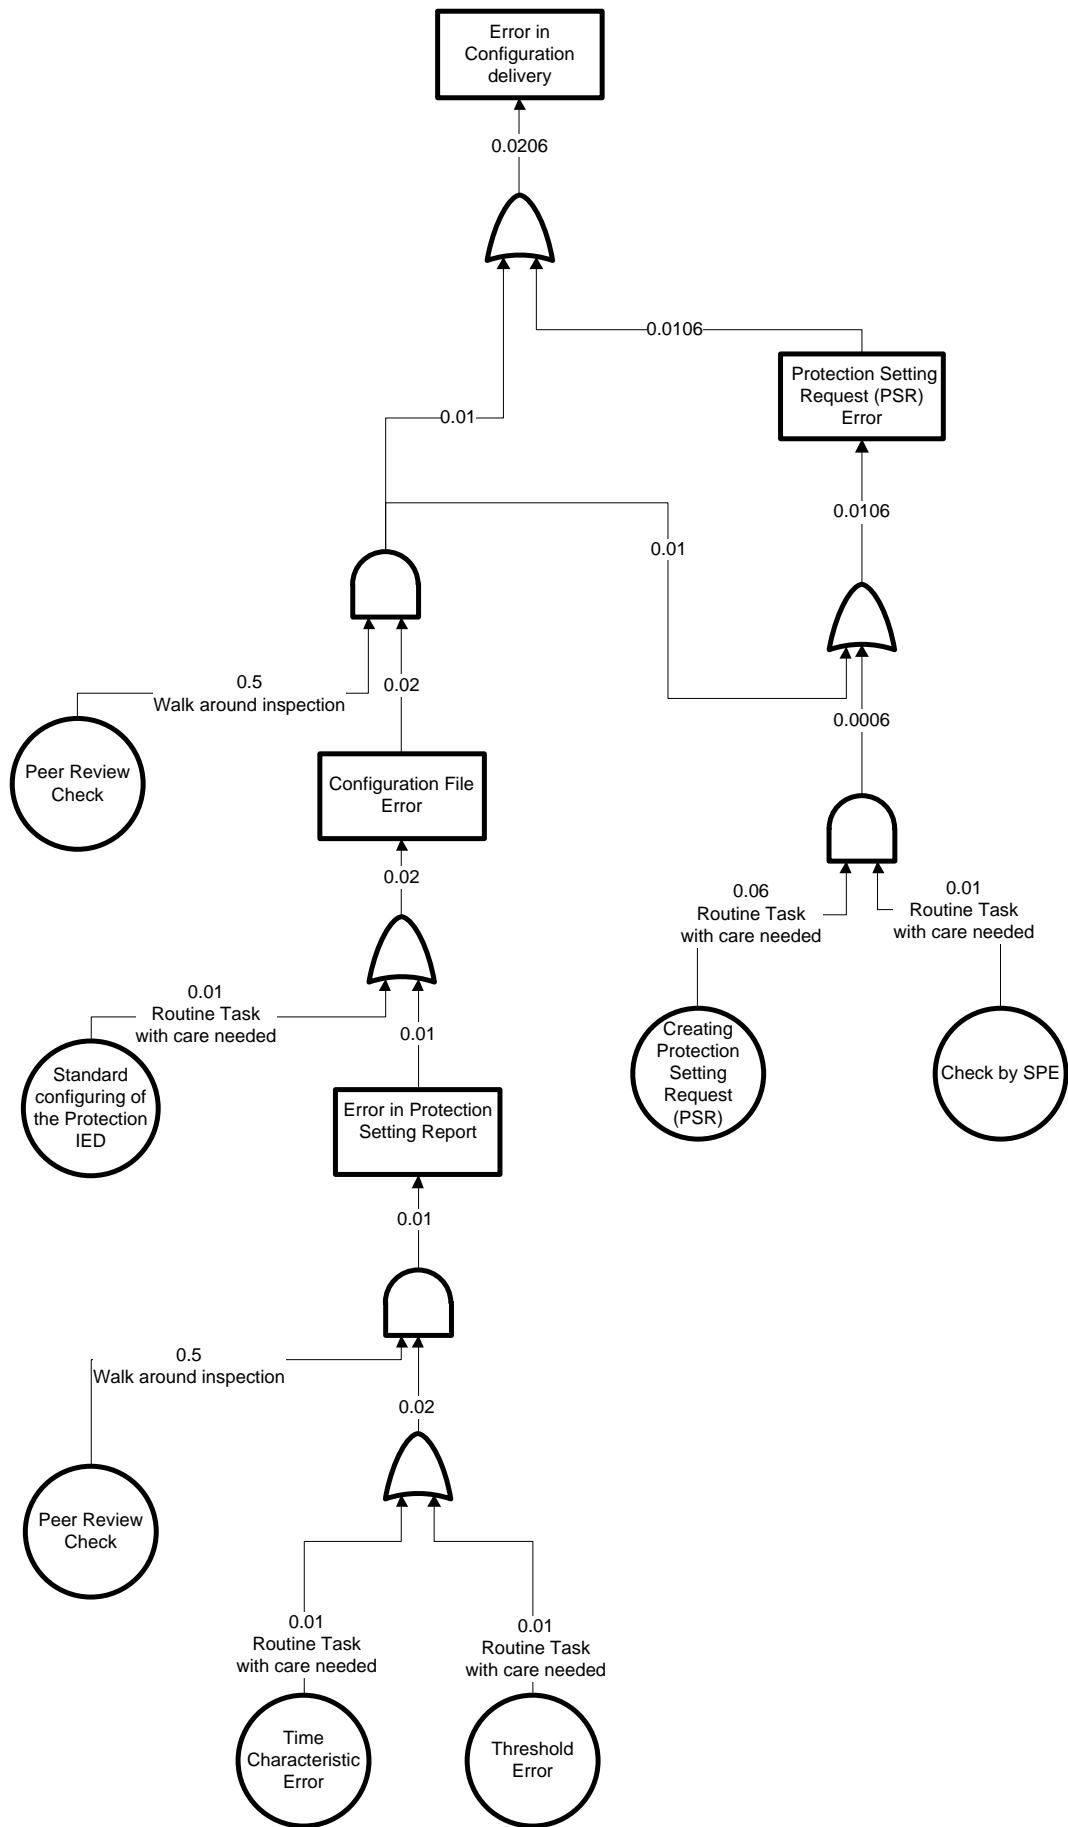 Error in
Configuration
delivery
0.0206
0.0106
Protection Setting
Request (PSR)
Error
0.01
0.0106
0.01
0.5
Walk around inspection
0.02
0.0006
Peer Review
Check
Configuration File
Error
0.02
0.06
Routine Task
with care needed
0.01
Routine Task
with care needed
0.01
Routine Task
with care needed
0.01
Creating
Protection
Setting
Request
(PSR)
Check by SPE
Standard
configuring of
the Protection
IED
Error in Protection
Setting Report
0.01
0.5
Walk around inspection
0.02
Peer Review
Check
0.01
Routine Task
with care needed
0.01
Routine Task
with care needed
Time
Characteristic
Error
Threshold
Error